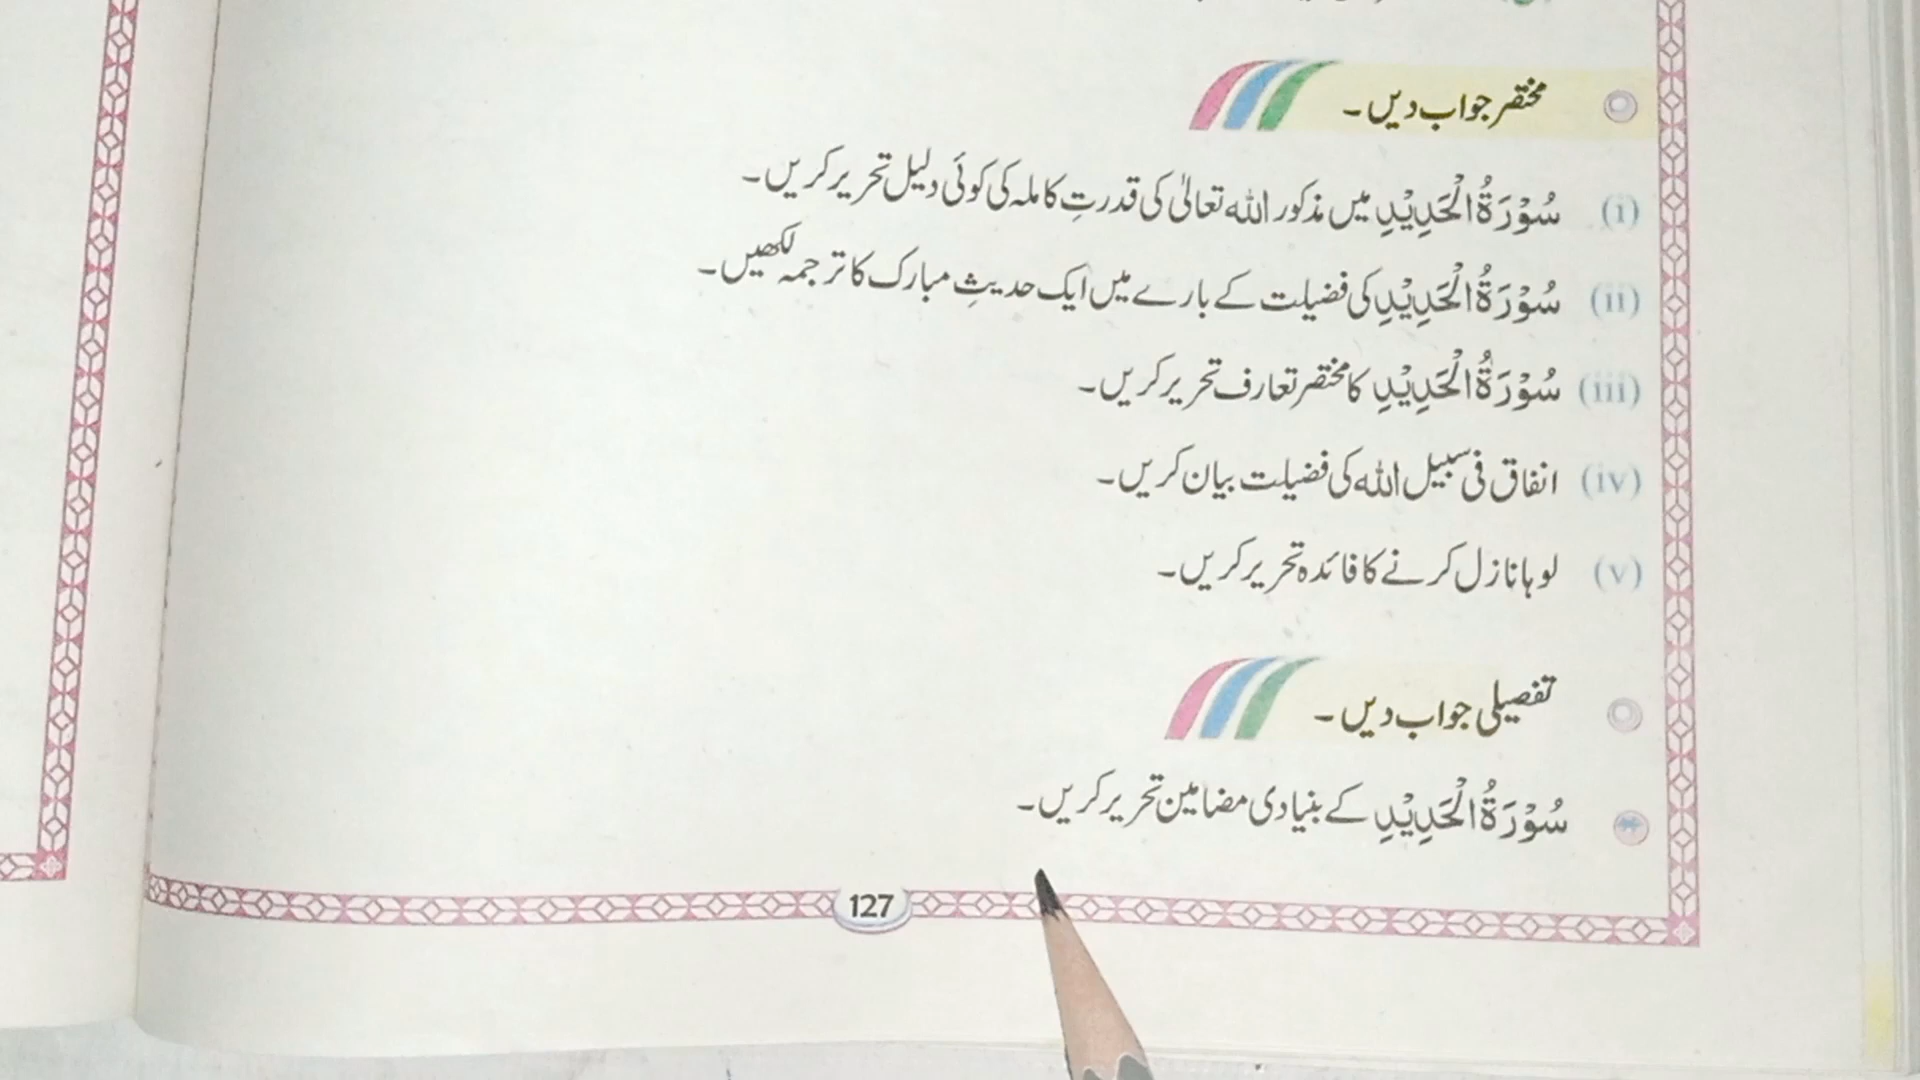 مختصر جواب دیں۔
(i) سُوْرَۃُ الْحَدِیْدِ میں مذکور اللہ تعالیٰ کی قدرتِ کاملہ کی کوئی دلیل تحریر کریں۔
(ii) سُوْرَۃُ الْحَدِیْدِ کی فضیلت کے بارے میں ایک حدیثِ مبارک کا ترجمہ لکھیں۔
(iii) سُوْرَۃُ الْحَدِیْدِ کا مختصر تعارف تحریر کریں۔
(iv) انفاق فی سبیل اللہ کی فضیلت بیان کریں۔
(v) لوہا نازل کرنے کا فائدہ تحریر کریں۔
تفصیلی جواب دیں۔
سُوْرَۃُ الْحَدِیْدِ کے بنیادی مضامین تحریر کریں۔
127